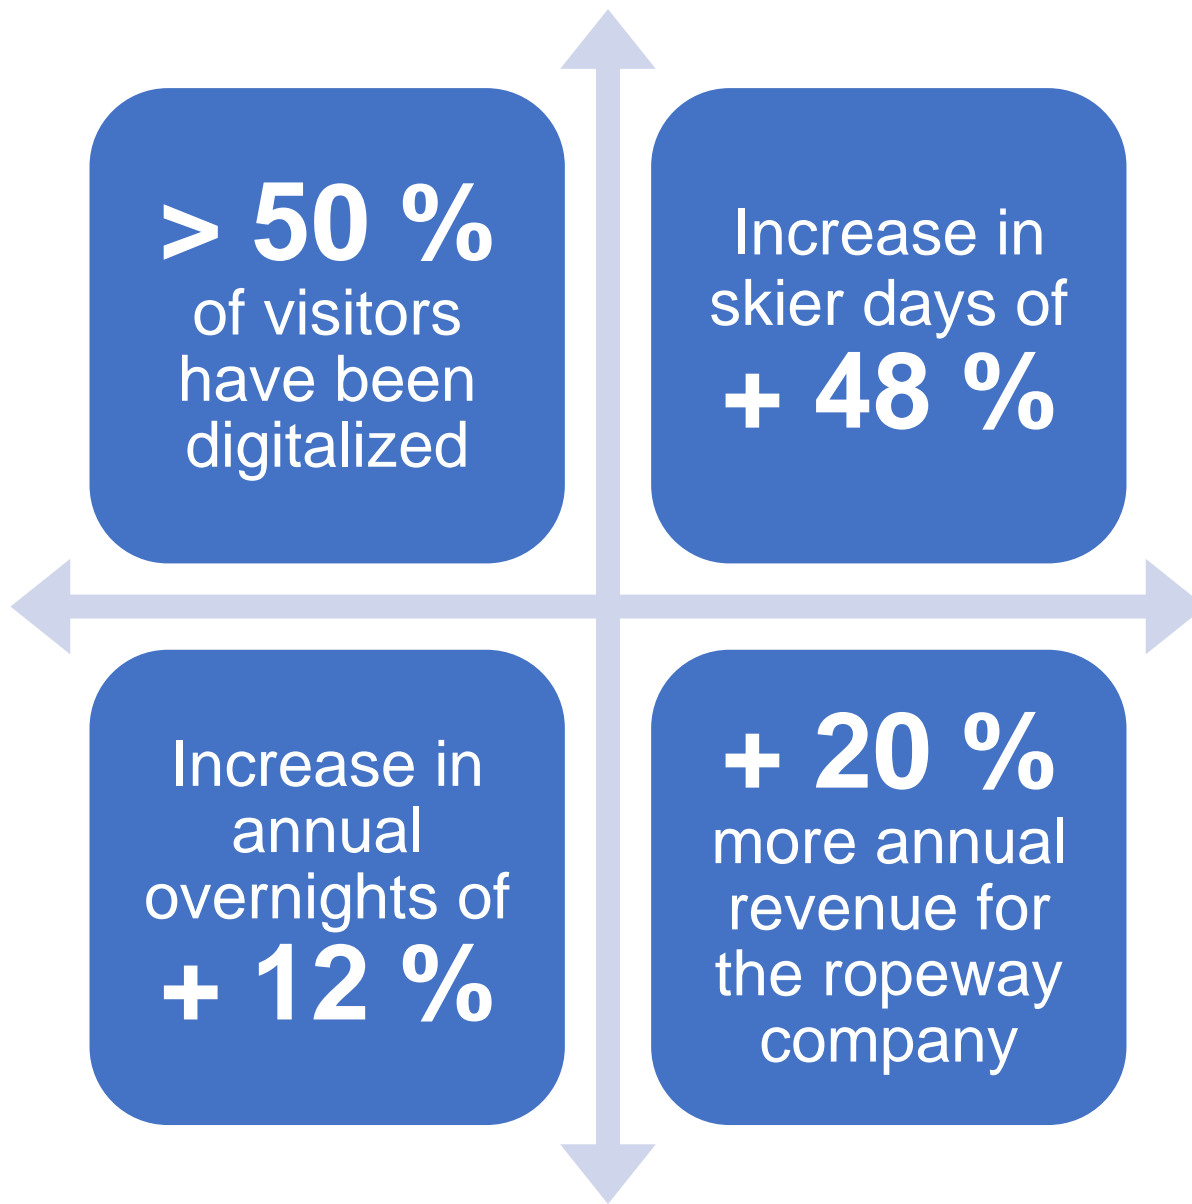 > 50 %
of visitors
have been
digitalized
Increase in
skier days of
+ 48 %
Increase in
annual
overnights of
+ 12 %
+ 20 %
more annual
revenue for
the ropeway
company